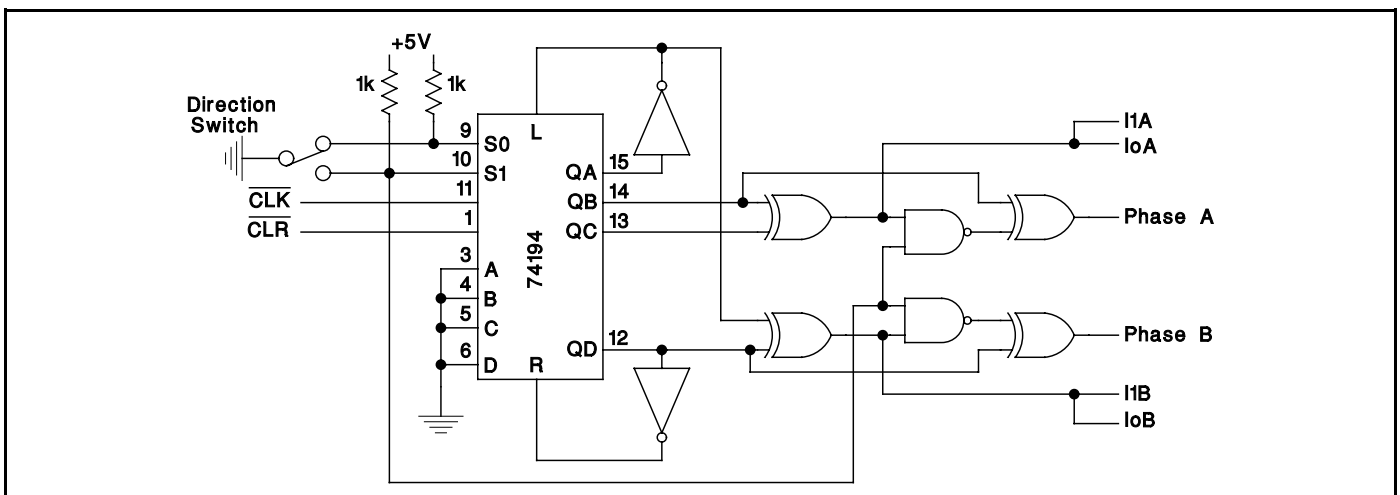 +5V
1k
1k
Direction
Switch
9
S0
L
10
S1
QA
15
11
CLK
QB
14
1
CLR
QC
13
74194
3
A
4
B
5
C
6
D
QD
12
R
I1A
IoA
Phase A
Phase B
I1B
IoB